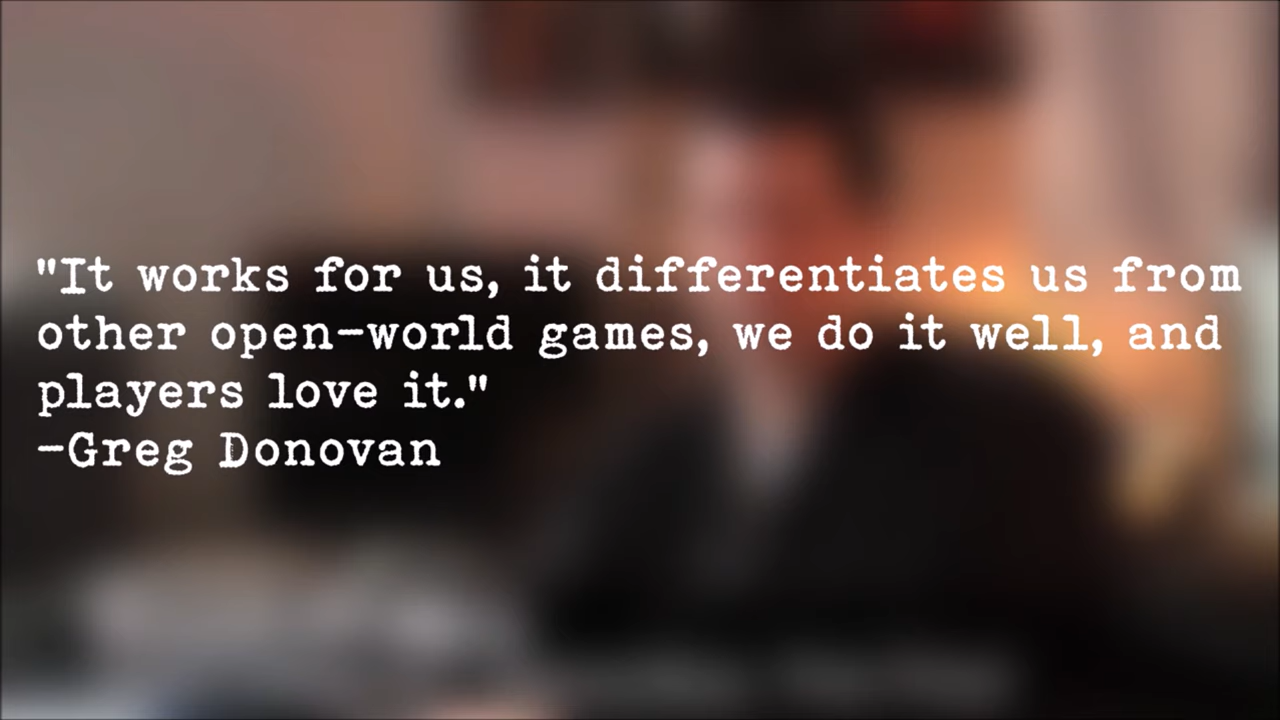 "It works for us, it differentiates us from
other open-world games, we do it well, and
players love it."
-Greg Donovan